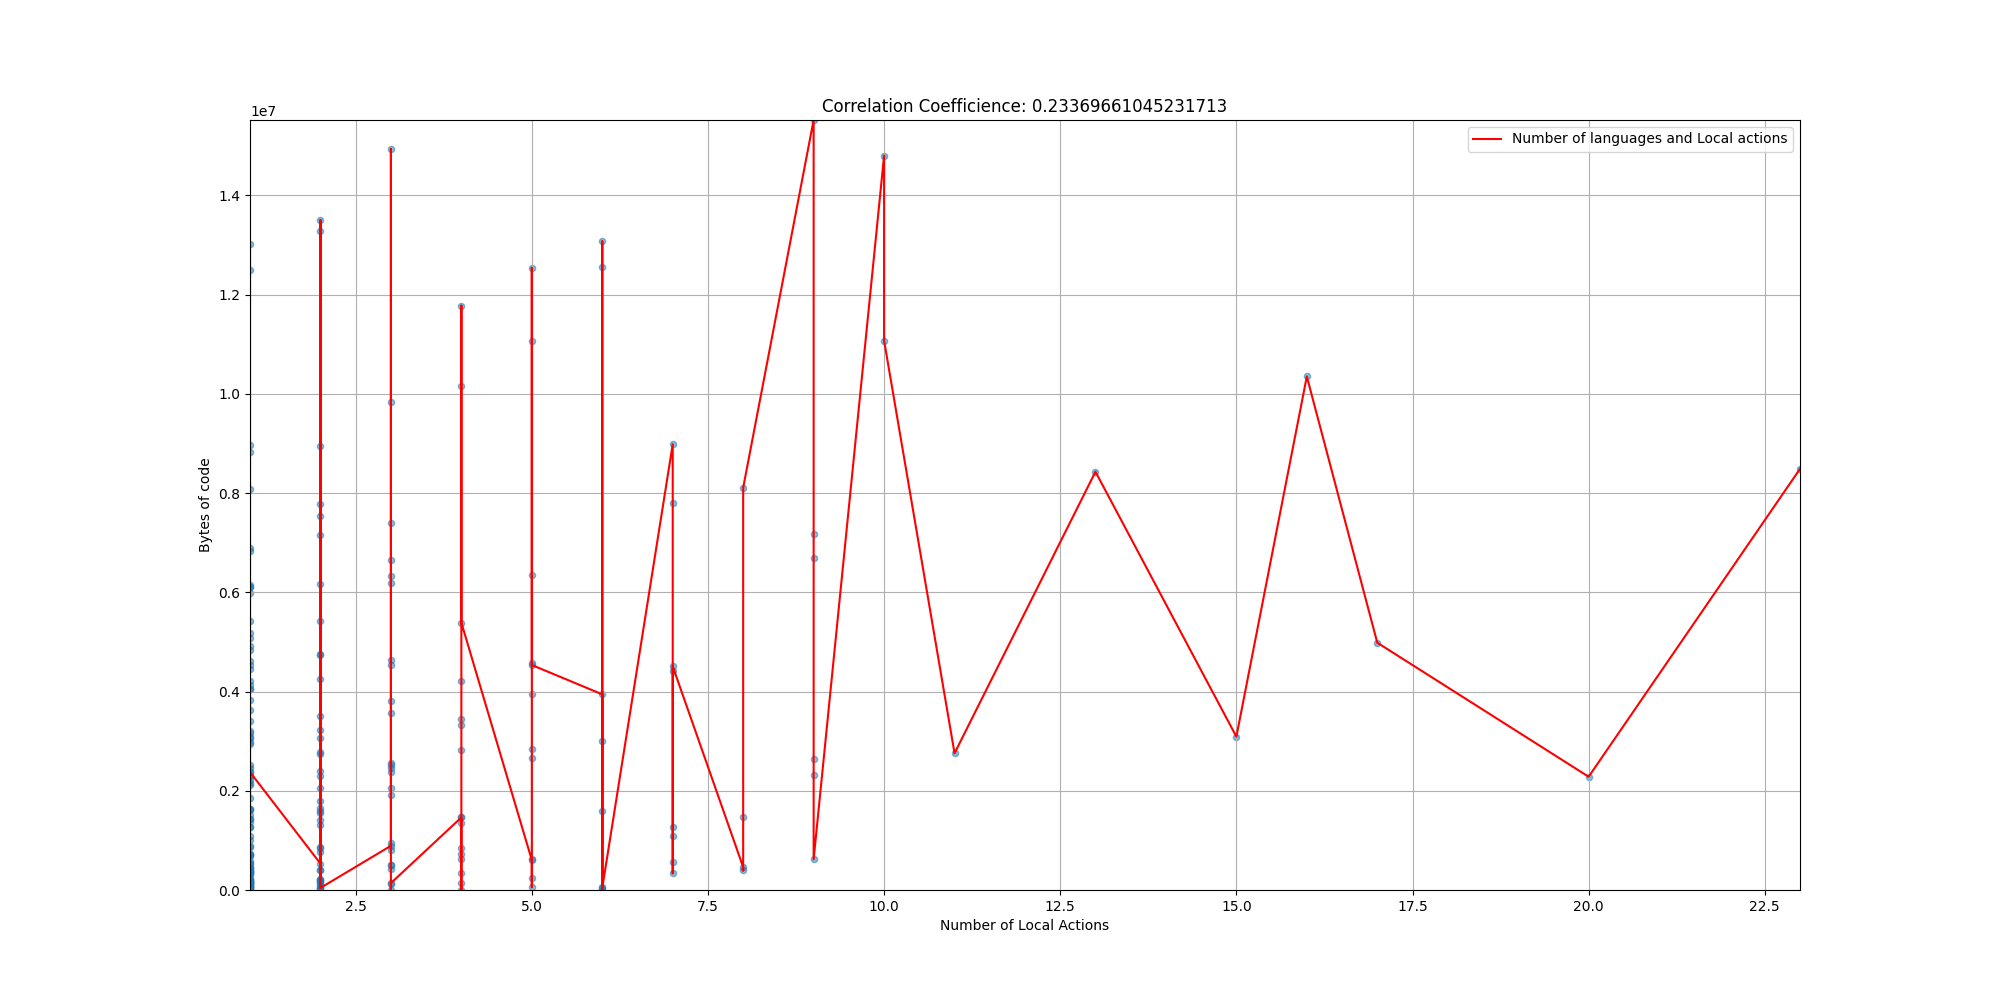 Correlation Coefficience: 0.23369661045231713
1e7
Number of languages and Local actions
1.4
1.2
1.0
0.8
0.6
0.4
0.2
0.0
Bytes of code
2.5 5.0 7.5 10.0 12.5 15.0 17.5 20.0 22.5
Number of Local Actions